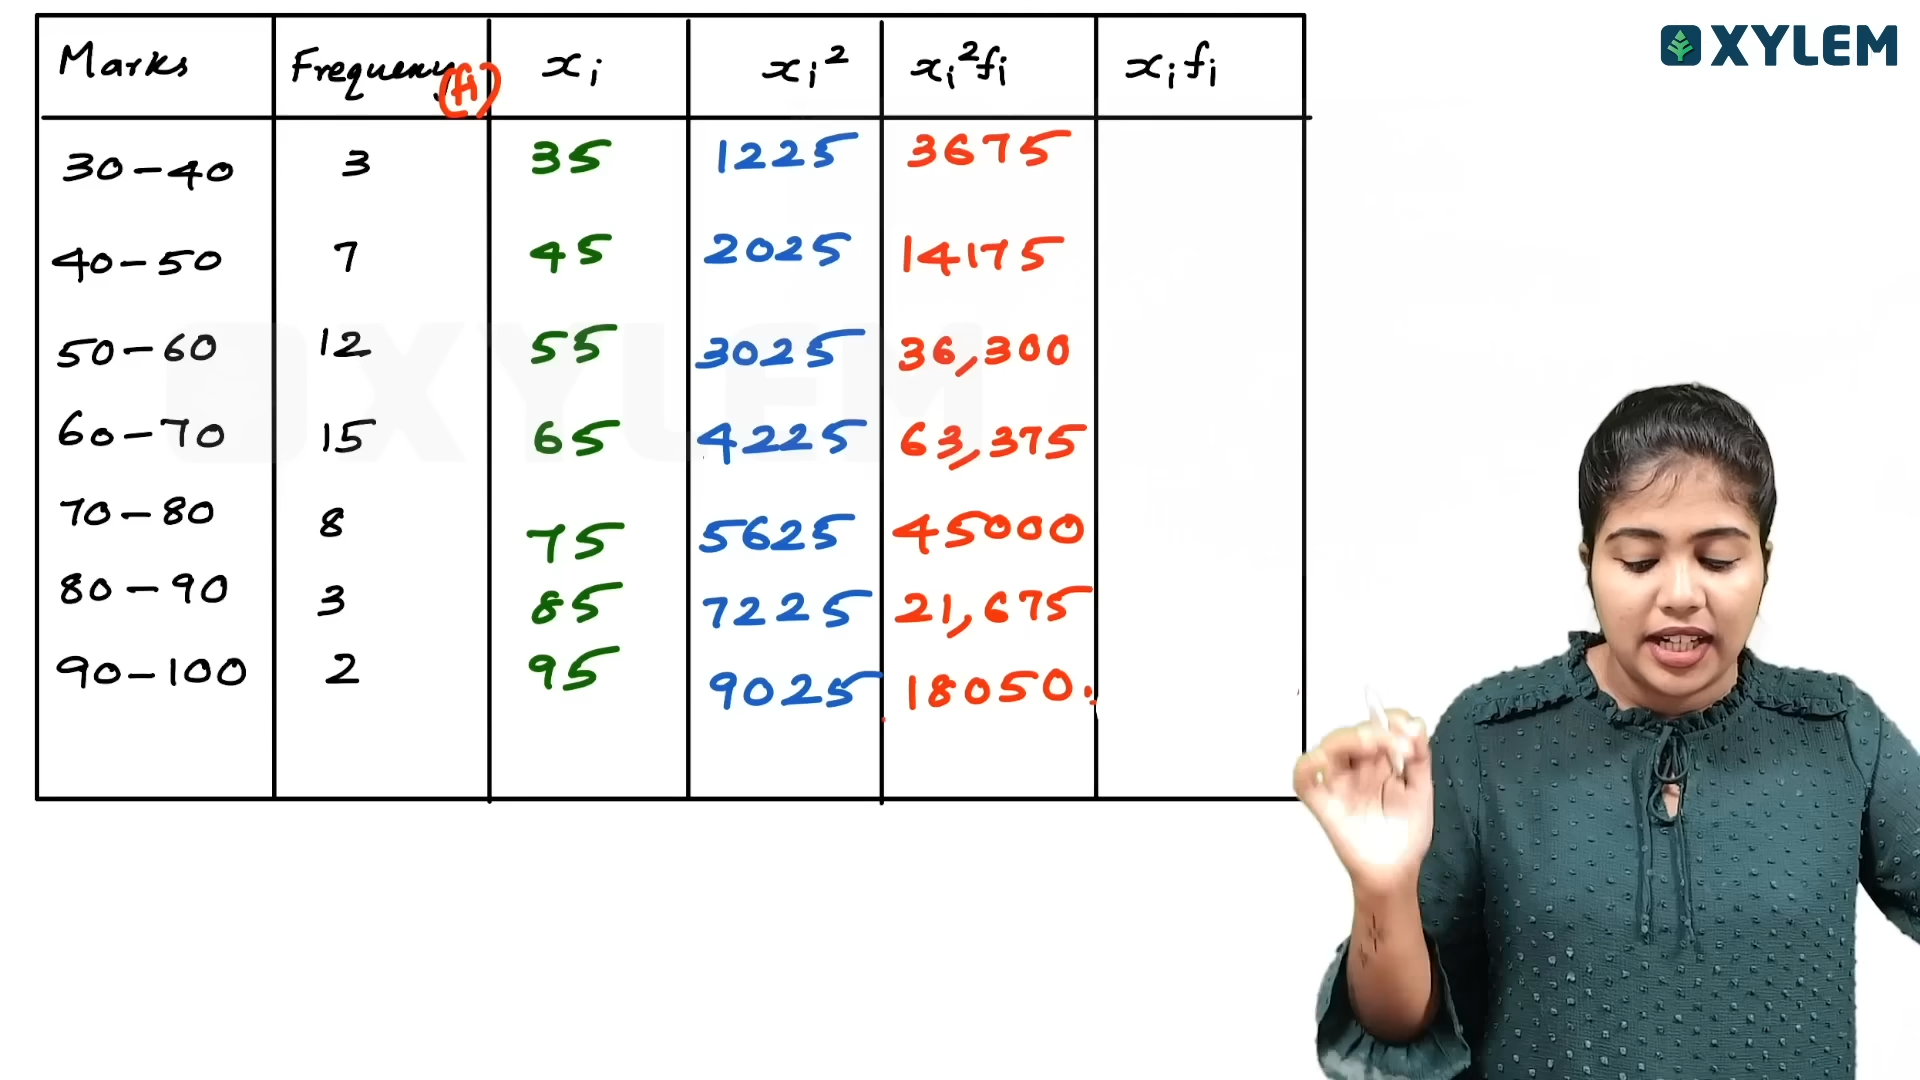 XYLEM
Marks Frequency (fi) xi xi² xi²fi xifi
30-40 3 35 1225 3675
40-50 7 45 2025 14175
50-60 12 55 3025 36,300
60-70 15 65 4225 63,375
70-80 8 75 5625 45000
80-90 3 85 7225 21,675
90-100 2 95 9025 18050.
XYLEM